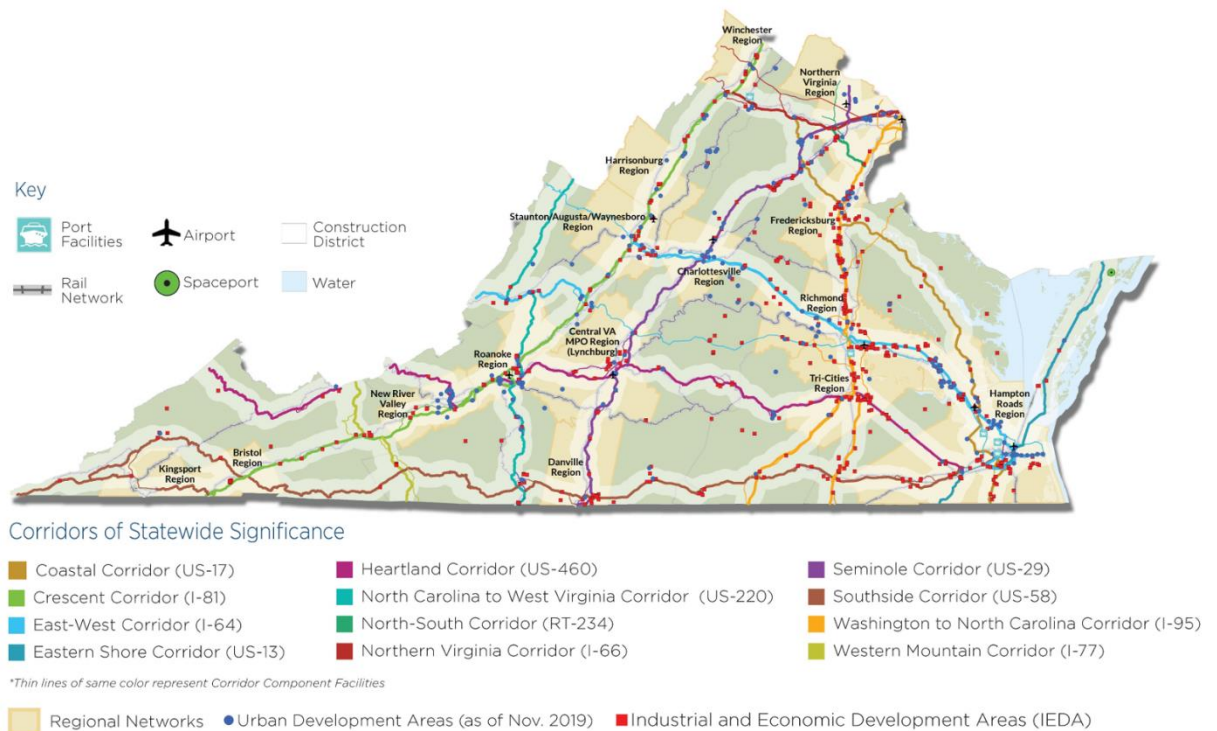 Winchester
Region
Northern
Virginia
Region
Harrisonburg
Region
Key
Port
Facilities
Airport
Construction
District
Rail
Network
Spaceport
Water
Staunton/Augusta/Waynesboro
Region
Fredericksburg
Region
Charlottesville
Region
Richmond
Region
Central VA
MPO Region
(Lynchburg)
Roanoke
Region
New River
Valley
Region
Tri-Cities
Region
Hampton
Roads
Region
Bristol
Region
Kingsport
Region
Danville
Region
Corridors of Statewide Significance
Coastal Corridor (US-17)
Crescent Corridor (I-81)
East-West Corridor (I-64)
Eastern Shore Corridor (US-13)
Heartland Corridor (US-460)
North Carolina to West Virginia Corridor (US-220)
North-South Corridor (RT-234)
Northern Virginia Corridor (I-66)
Seminole Corridor (US-29)
Southside Corridor (US-58)
Washington to North Carolina Corridor (I-95)
Western Mountain Corridor (I-77)
*Thin lines of same color represent Corridor Component Facilities
Regional Networks
Urban Development Areas (as of Nov. 2019)
Industrial and Economic Development Areas (IEDA)